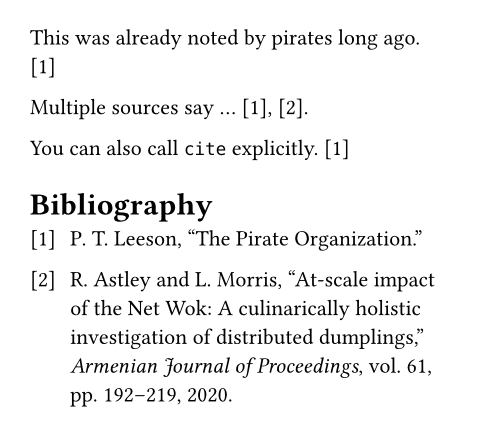 This was already noted by pirates long ago.
[1]
Multiple sources say … [1], [2].
You can also call cite explicitly. [1]
Bibliography
[1] P. T. Leeson, “The Pirate Organization.”
[2] R. Astley and L. Morris, “At-scale impact
of the Net Wok: A culinarically holistic
investigation of distributed dumplings,”
Armenian Journal of Proceedings, vol. 61,
pp. 192–219, 2020.